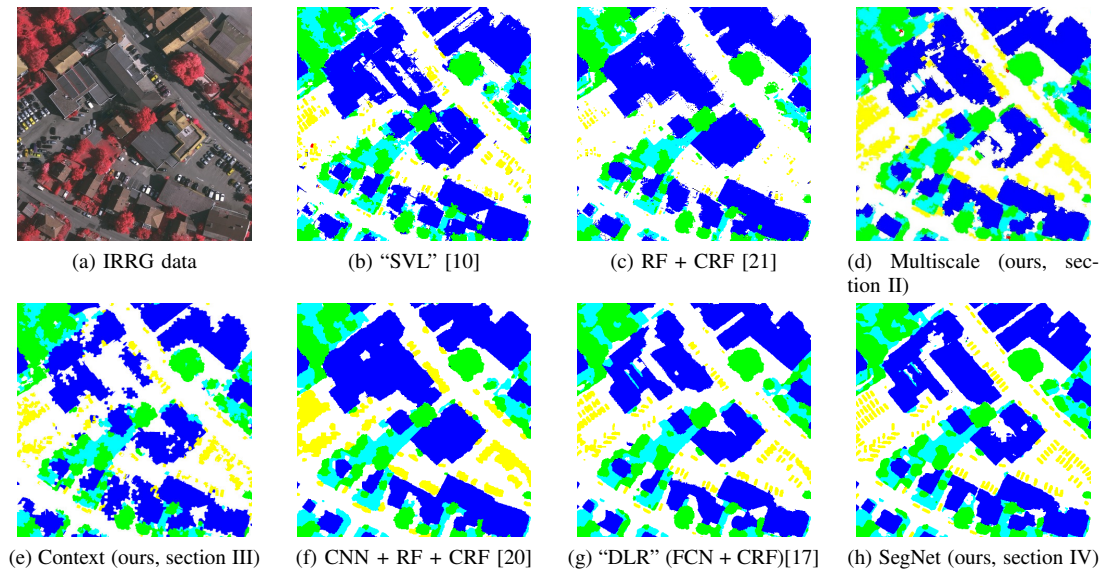 (a) IRRG data
(b) “SVL” [10]
(c) RF + CRF [21]
(d) Multiscale (ours, sec-
tion II)
(e) Context (ours, section III)
(f) CNN + RF + CRF [20]
(g) “DLR” (FCN + CRF)[17]
(h) SegNet (ours, section IV)